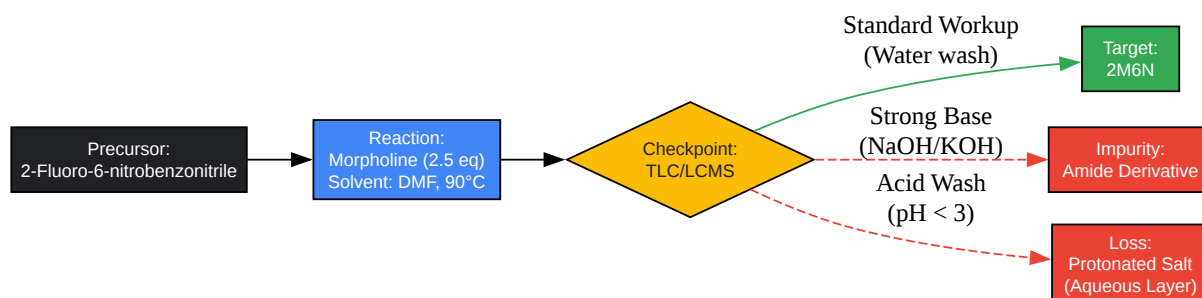 Precursor:
2-Fluoro-6-nitrobenzonitrile
Reaction:
Morpholine (2.5 eq)
Solvent: DMF, 90°C
Checkpoint:
TLC/LCMS
Standard Workup
(Water wash)
Target:
2M6N
Strong Base
(NaOH/KOH)
Impurity:
Amide Derivative
Acid Wash
(pH < 3)
Loss:
Protonated Salt
(Aqueous Layer)